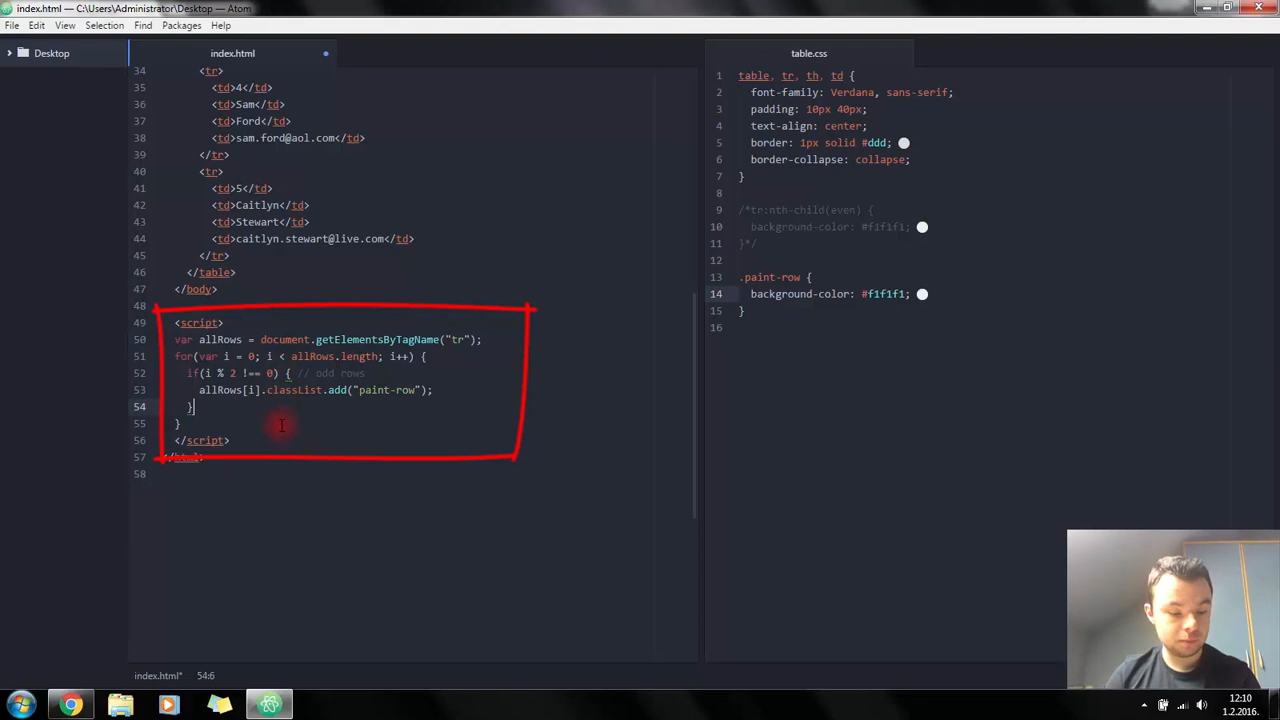 index.html — C:\Users\Administrator\Desktop — Atom
File Edit View Selection Find Packages Help
Desktop
index.html
34 <tr>
35 <td>4</td>
36 <td>Sam</td>
37 <td>Ford</td>
38 <td>sam.ford@aol.com</td>
39 </tr>
40 <tr>
41 <td>5</td>
42 <td>Caitlyn</td>
43 <td>Stewart</td>
44 <td>caitlyn.stewart@live.com</td>
45 </tr>
46 </table>
47 </body>
48
49 <script>
50 var allRows = document.getElementsByTagName("tr");
51 for(var i = 0; i < allRows.length; i++) {
52 if(i % 2 !== 0) { // odd rows
53 allRows[i].classList.add("paint-row");
54 }
55 }
56 </script>
57 </html>
58
table.css
1 table, tr, th, td {
2 font-family: Verdana, sans-serif;
3 padding: 10px 40px;
4 text-align: center;
5 border: 1px solid #ddd;
6 border-collapse: collapse;
7 }
8
9 /*tr:nth-child(even) {
10 background-color: #f1f1f1;
11 }*/
12
13 .paint-row {
14 background-color: #f1f1f1;
15 }
16
index.html* 54:6
12:10
1.2.2016.